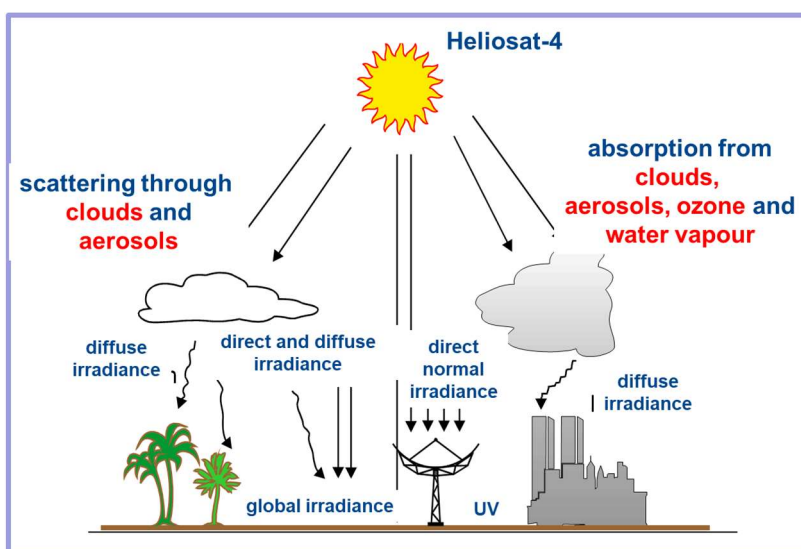 Heliosat-4
scattering through
clouds and
aerosols
absorption from
clouds,
aerosols, ozone and
water vapour
diffuse
irradiance
direct and diffuse
irradiance
direct
normal
irradiance
diffuse
irradiance
global irradiance
UV